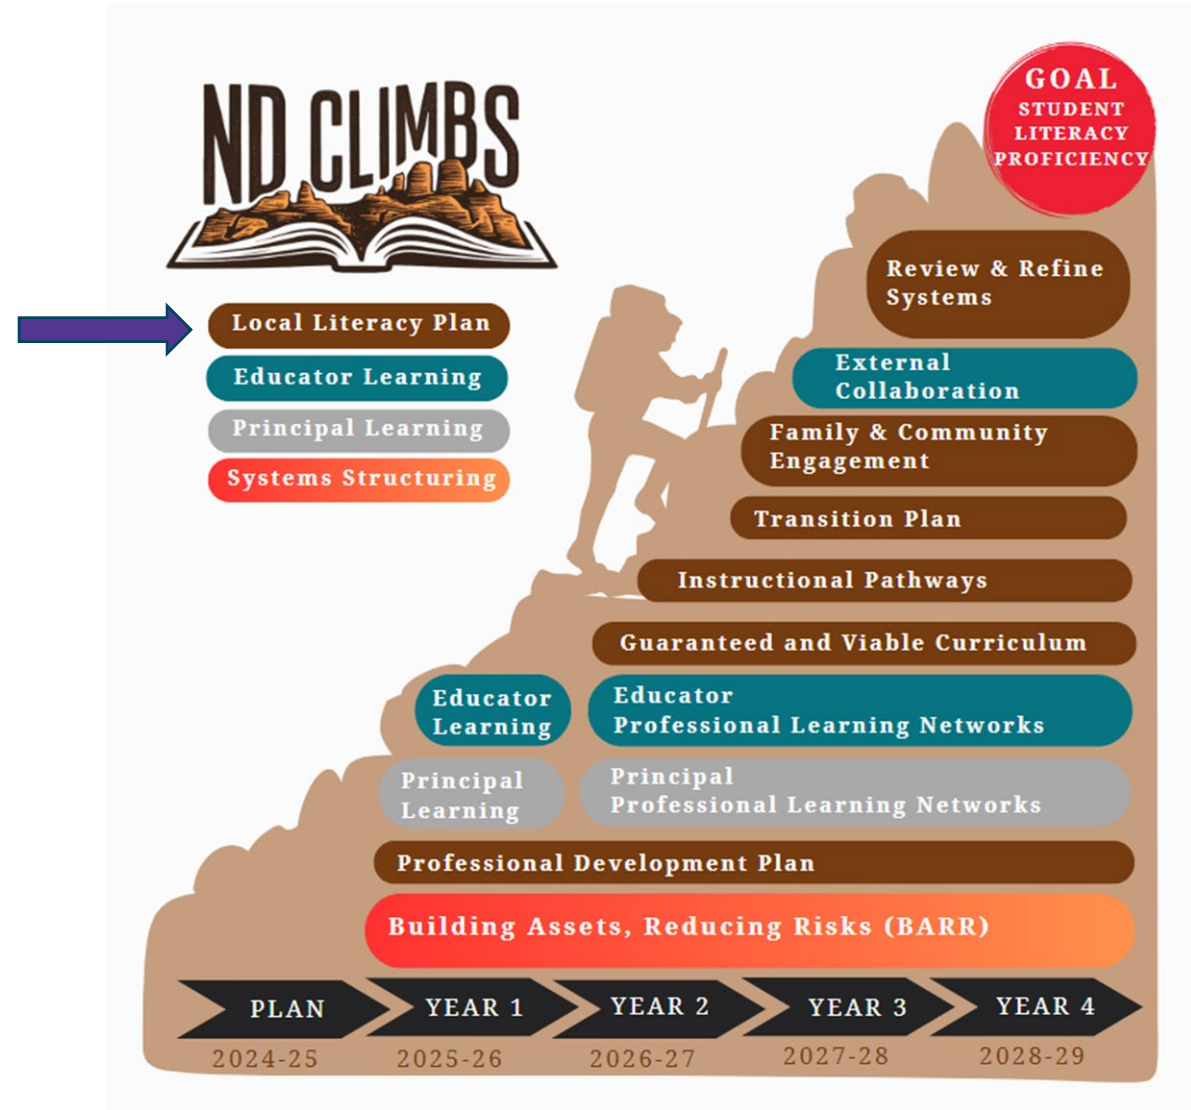 ND CLIMBS
GOAL
STUDENT
LITERACY
PROFICIENCY
Local Literacy Plan
Educator Learning
Principal Learning
Systems Structuring
Review & Refine
Systems
External
Collaboration
Family & Community
Engagement
Transition Plan
Instructional Pathways
Guaranteed and Viable Curriculum
Educator
Learning
Educator
Professional Learning Networks
Principal
Learning
Principal
Professional Learning Networks
Professional Development Plan
Building Assets, Reducing Risks (BARR)
PLAN
YEAR 1
YEAR 2
YEAR 3
YEAR 4
2024-25
2025-26
2026-27
2027-28
2028-29